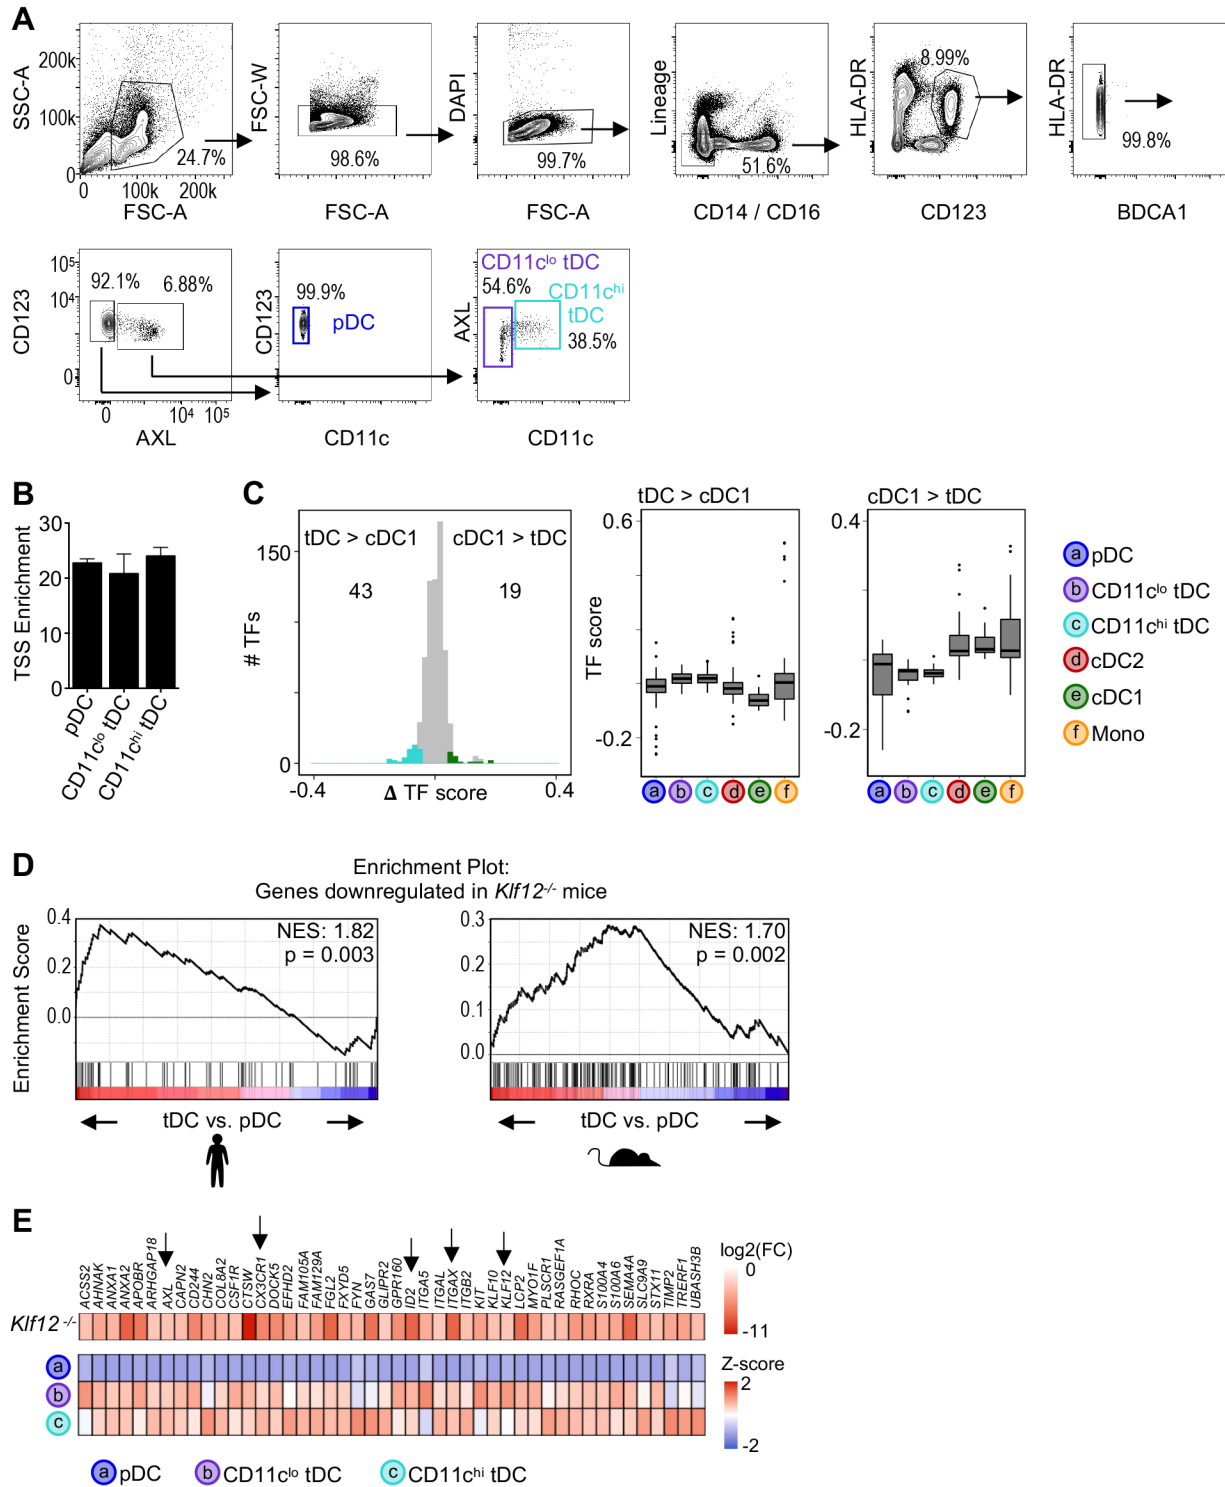 A
SSC-A
200k
100k
0
0
100k
200k
24.7%
FSC-A
FSC-W
98.6%
FSC-A
DAPI
99.7%
FSC-A
Lineage
51.6%
CD14 / CD16
HLA-DR
8.99%
CD123
HLA-DR
99.8%
BDCA1
CD123
10⁵
10⁴
0
92.1%
6.88%
0
10⁴
10⁵
AXL
CD123
99.9%
pDC
CD11c
AXL
CD11cˡᵒ tDC
54.6%
CD11cʰⁱ
tDC
38.5%
CD11c
B
TSS Enrichment
30
20
10
0
pDC
CD11cˡᵒ tDC
CD11cʰⁱ tDC
C
# TFs
150
0
tDC > cDC1
43
cDC1 > tDC
19
-0.4
Δ TF score
0.4
tDC > cDC1
TF score
0.6
-0.2
a b c d e f
cDC1 > tDC
0.4
-0.2
a b c d e f
a pDC
b CD11cˡᵒ tDC
c CD11cʰⁱ tDC
d cDC2
e cDC1
f Mono
D
Enrichment Plot:
Genes downregulated in Klf12⁻/⁻ mice
Enrichment Score
0.4
0.2
0.0
NES: 1.82
p = 0.003
tDC vs. pDC
0.3
0.2
0.1
0.0
NES: 1.70
p = 0.002
tDC vs. pDC
E
ACSS2
AHNAK
ANXA1
ANXA2
APOBR
ARHGAP18
AXL
CAPN2
CD244
CHN2
COL8A2
CSF1R
CTSW
CX3CR1
DOCK5
EFHD2
FAM105A
FAM129A
FGL2
FXYD5
FYN
GAS7
GLIPR2
GPR160
ID2
ITGA5
ITGAL
ITGAX
ITGB2
KIT
KLF10
KLF12
LCP2
MYO1F
PLSCR1
RASGEF1A
RHOC
RXRA
S100A4
S100A6
SEMA4A
SLC9A9
STX11
TIMP2
TRERF1
UBASH3B
Klf12 ⁻/⁻
log2(FC)
0
-11
a
b
c
Z-score
2
-2
a pDC
b CD11cˡᵒ tDC
c CD11cʰⁱ tDC